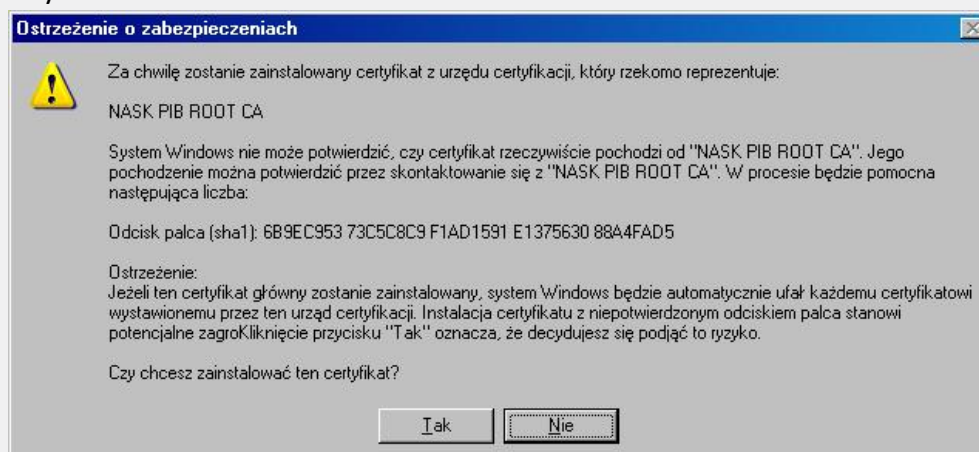 Ostrzeżenie o zabezpieczeniach
Za chwilę zostanie zainstalowany certyfikat z urzędu certyfikacji, który rzekomo reprezentuje:
NASK PIB ROOT CA
System Windows nie może potwierdzić, czy certyfikat rzeczywiście pochodzi od "NASK PIB ROOT CA". Jego
pochodzenie można potwierdzić przez skontaktowanie się z "NASK PIB ROOT CA". W procesie będzie pomocna
następująca liczba:
Odcisk palca (sha1): 6B9EC953 73C5C8C9 F1AD1591 E1375630 88A4FAD5
Ostrzeżenie:
Jeżeli ten certyfikat główny zostanie zainstalowany, system Windows będzie automatycznie ufał każdemu certyfikatowi
wystawionemu przez ten urząd certyfikacji. Instalacja certyfikatu z niepotwierdzonym odciskiem palca stanowi
potencjalne zagroKliknięcie przycisku "Tak" oznacza, że decydujesz się podjąć to ryzyko.
Czy chcesz zainstalować ten certyfikat?
Tak
Nie